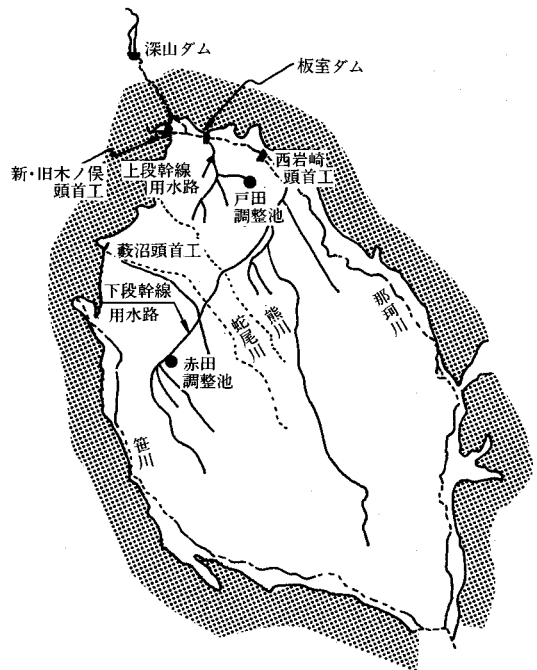 深山ダム
板室ダム
新・旧木ノ俣
頭首工
上段幹線
用水路
西岩崎
頭首工
戸田
調整池
蟇沼頭首工
下段幹線
用水路
蛇尾川
熊川
那珂川
赤田
調整池
箒川